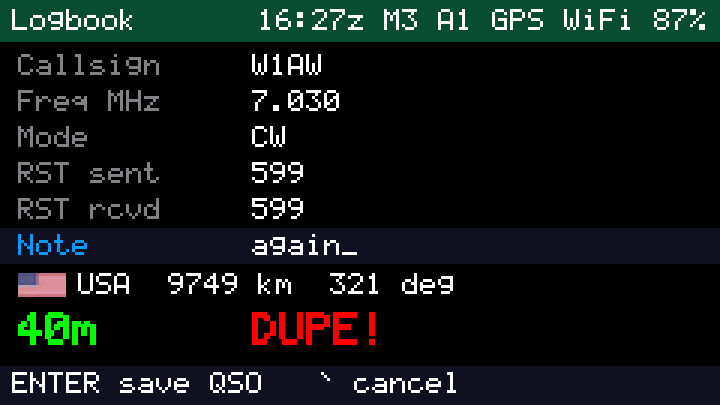 Logbook 16:27z M3 A1 GPS WiFi 87%
Callsign W1AW
Freq MHz 7.030
Mode CW
RST sent 599
RST rcvd 599
Note again_
USA 9749 km 321 deg
40m DUPE!
ENTER save QSO ` cancel